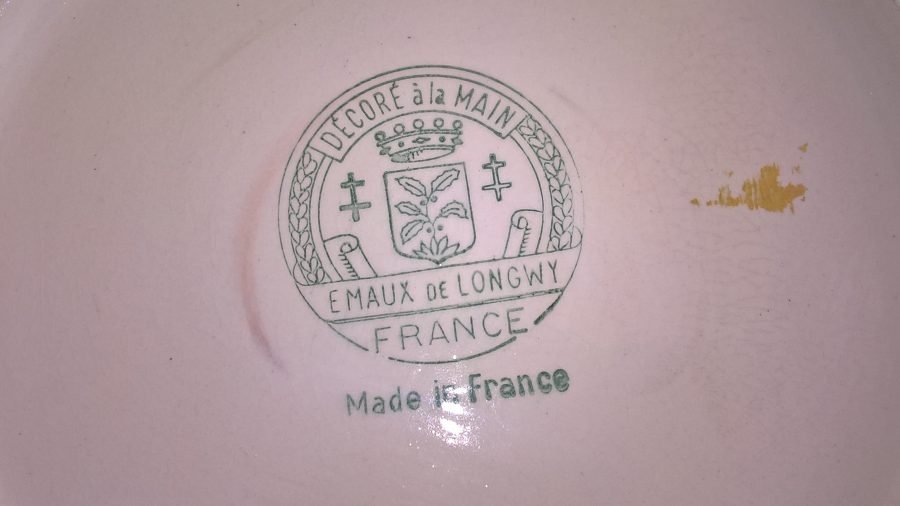 DÉCORÉ à la MAIN
EMAUX DE LONGWY
FRANCE
Made in France